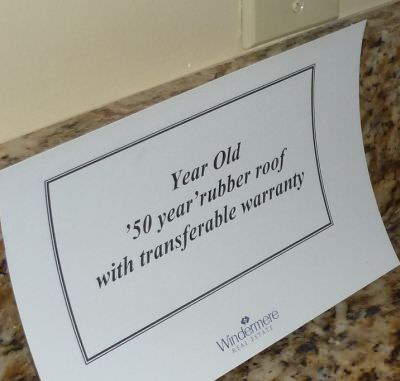 Year Old
'50 year'rubber roof
with transferable warranty
Windermere
REAL ESTATE